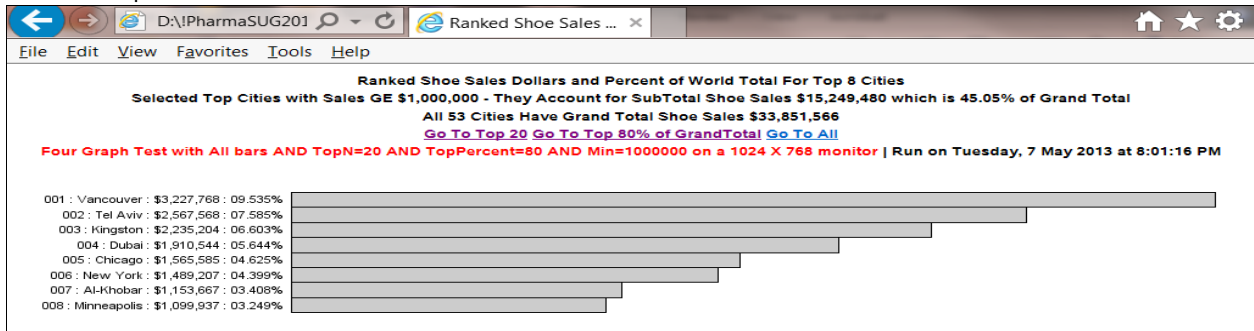 D:\!PharmaSUG201
Ranked Shoe Sales ...
File Edit View Favorites Tools Help
Ranked Shoe Sales Dollars and Percent of World Total For Top 8 Cities
Selected Top Cities with Sales GE $1,000,000 - They Account for SubTotal Shoe Sales $15,249,480 which is 45.05% of Grand Total
All 53 Cities Have Grand Total Shoe Sales $33,851,566
Go To Top 20 Go To Top 80% of GrandTotal Go To All
Four Graph Test with All bars AND TopN=20 AND TopPercent=80 AND Min=1000000 on a 1024 X 768 monitor | Run on Tuesday, 7 May 2013 at 8:01:16 PM
001 : Vancouver : $3,227,768 : 09.535%
002 : Tel Aviv : $2,567,568 : 07.585%
003 : Kingston : $2,235,204 : 06.603%
004 : Dubai : $1,910,544 : 05.644%
005 : Chicago : $1,565,585 : 04.625%
006 : New York : $1,489,207 : 04.399%
007 : Al-Khobar : $1,153,667 : 03.408%
008 : Minneapolis : $1,099,937 : 03.249%